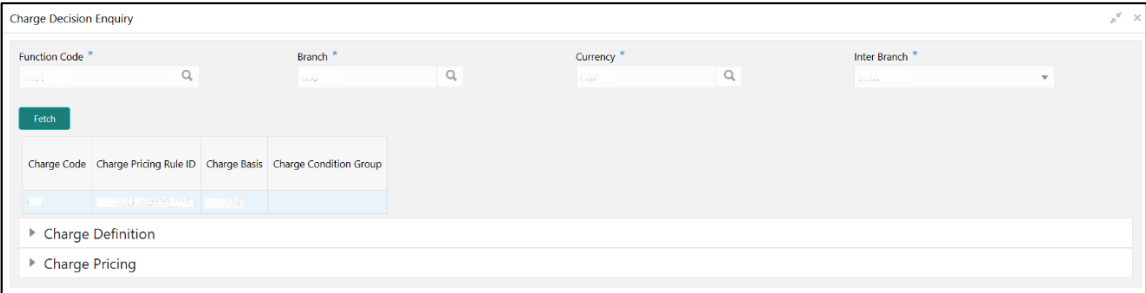 Charge Decision Enquiry
Function Code * Branch * Currency * Inter Branch *
Fetch
Charge Code Charge Pricing Rule ID Charge Basis Charge Condition Group
Charge Definition
Charge Pricing